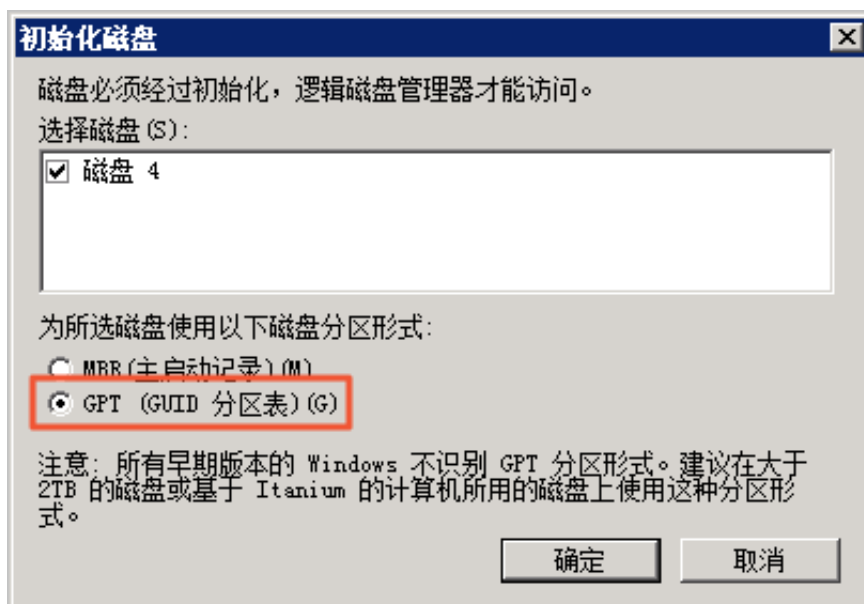 初始化磁盘
磁盘必须经过初始化，逻辑磁盘管理器才能访问。
选择磁盘(S):
磁盘 4
为所选磁盘使用以下磁盘分区形式:
MBR(主启动记录)(M)
GPT (GUID 分区表)(G)
注意: 所有早期版本的 Windows 不识别 GPT 分区形式。建议在大于
2TB 的磁盘或基于 Itanium 的计算机所用的磁盘上使用这种分区形
式。
确定
取消